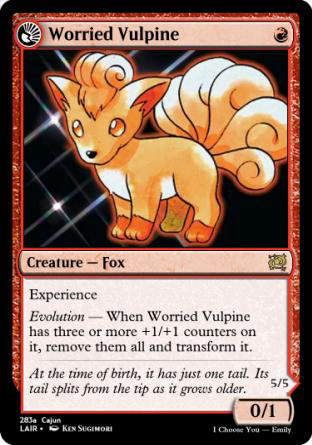 Worried Vulpine
Creature — Fox
Experience
Evolution — When Worried Vulpine
has three or more +1/+1 counters on
it, remove them all and transform it.
At the time of birth, it has just one tail. Its
tail splits from the tip as it grows older.
5/5
0/1
283a Cajun
LAIR • KEN SUGIMORI
I Choose You — Emily